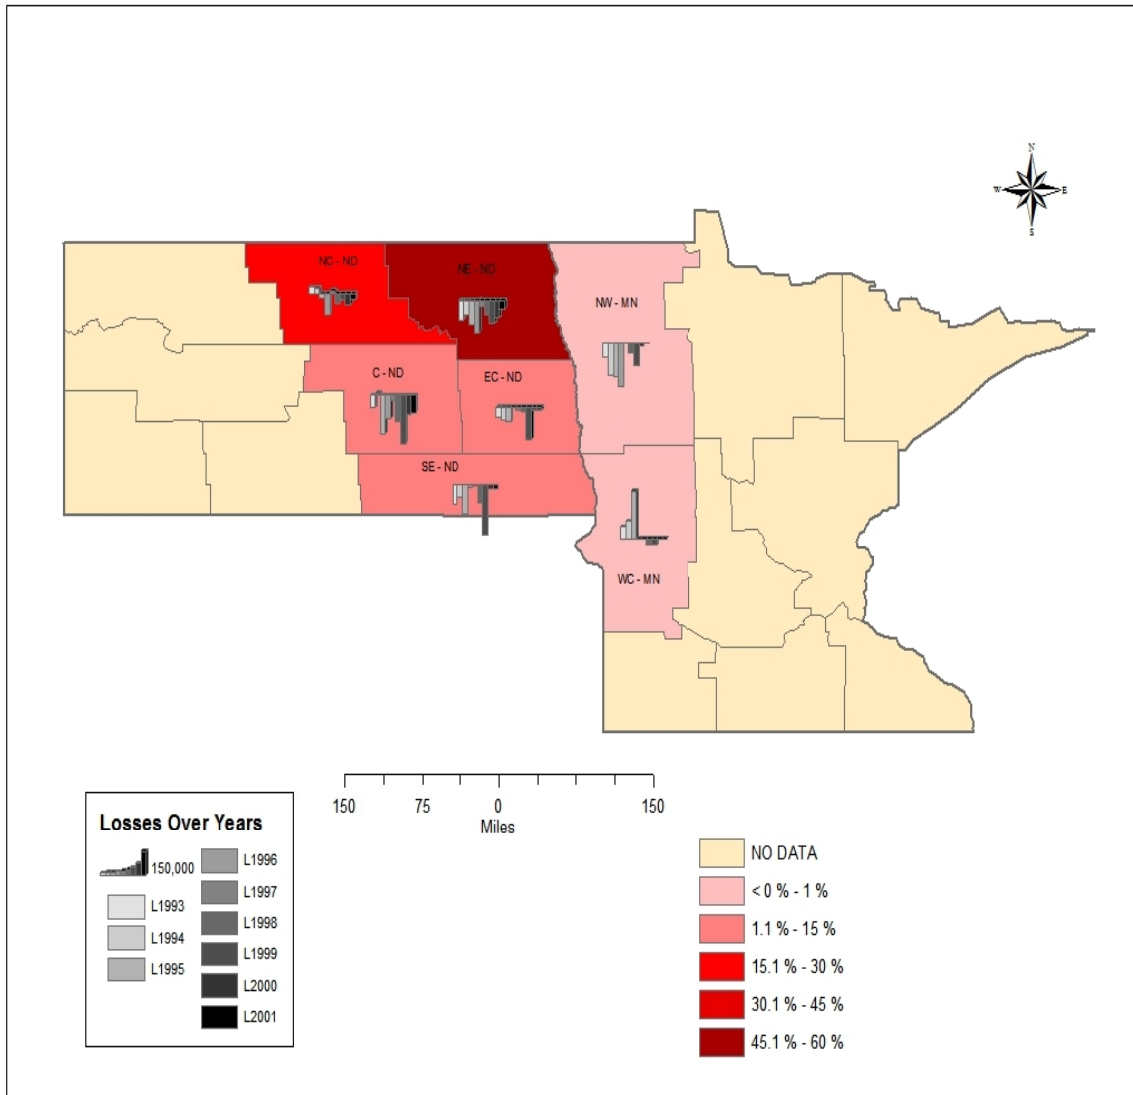 N
W
E
S
NC - ND
NE - ND
NW - MN
C - ND
EC - ND
SE - ND
WC - MN
150
75
0
150
Miles
Losses Over Years
150,000
L1993
L1994
L1995
L1996
L1997
L1998
L1999
L2000
L2001
NO DATA
< 0 % - 1 %
1.1 % - 15 %
15.1 % - 30 %
30.1 % - 45 %
45.1 % - 60 %